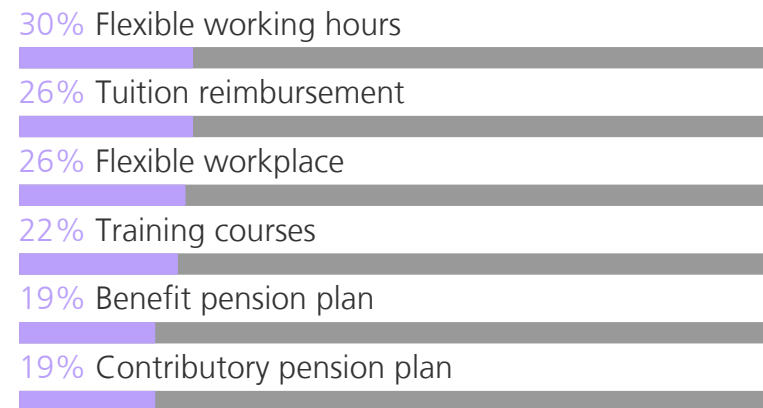 30% Flexible working hours
26% Tuition reimbursement
26% Flexible workplace
22% Training courses
19% Benefit pension plan
19% Contributory pension plan